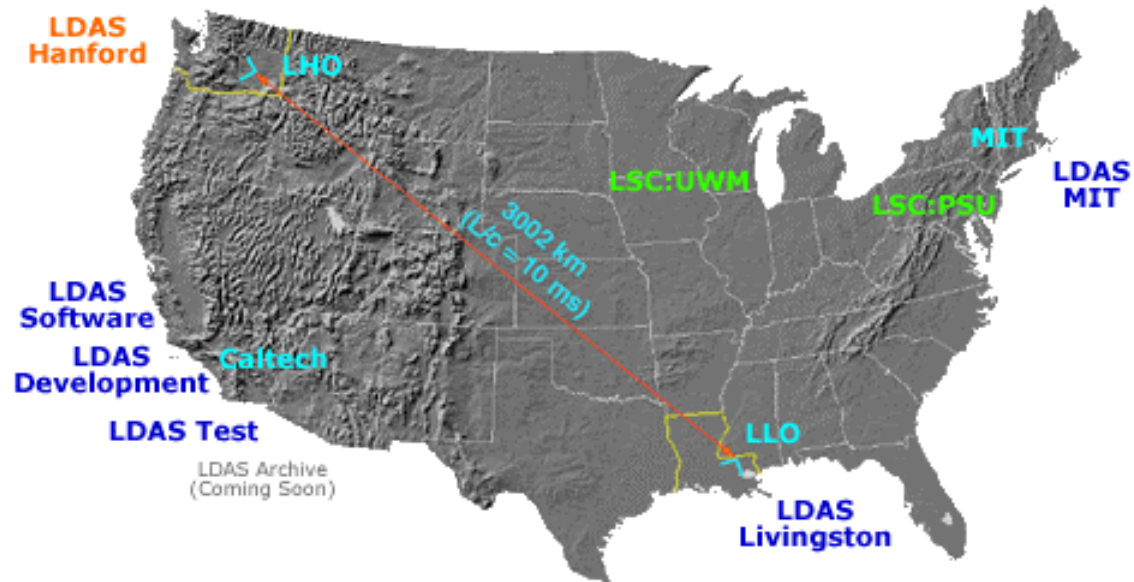 LDAS
Hanford
LHO
MIT
LDAS
MIT
LSC:UWM
LSC:PSU
3002 km
(L/c = 10 ms)
LDAS
Software
LDAS
Development
Caltech
LDAS Test
LDAS Archive
(Coming Soon)
LLO
LDAS
Livingston